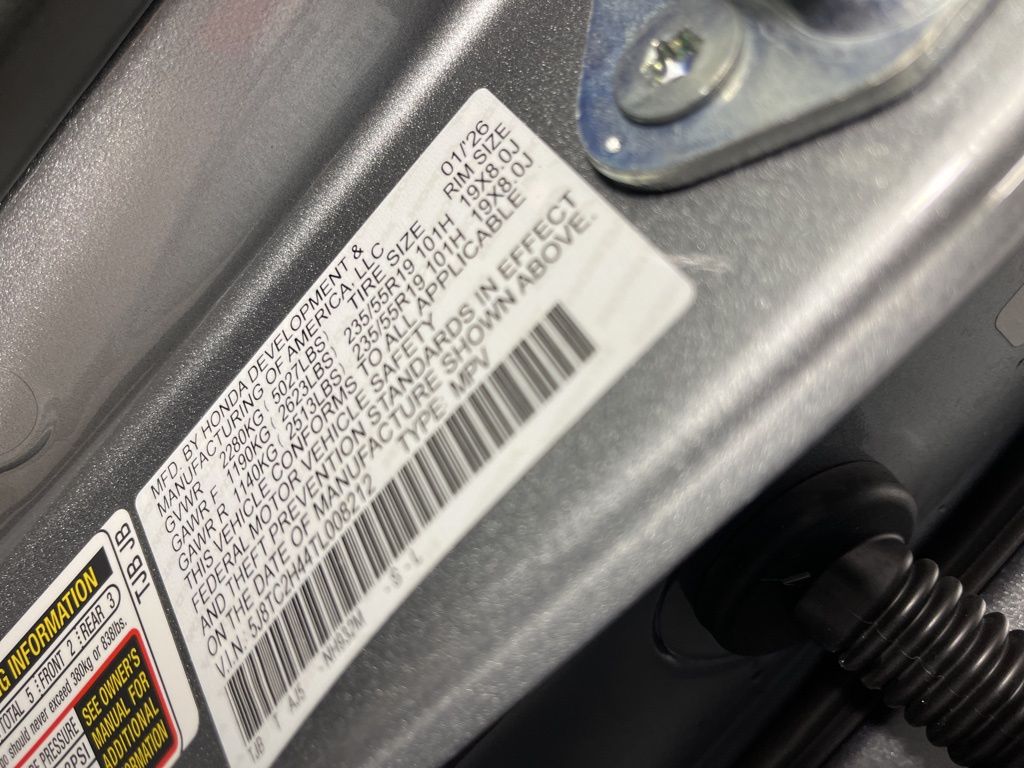 MFD. BY HONDA DEVELOPMENT & 01/'26
MANUFACTURING OF AMERICA, LLC
GVWR 2280KG 5027LBS TIRE SIZE RIM SIZE
GAWR F 1190KG 2623LBS 235/55R19 101H 19X8.0J
GAWR R 1140KG 2513LBS 235/55R19 101H 19X8.0J
THIS VEHICLE CONFORMS TO ALL APPLICABLE
FEDERAL MOTOR VEHICLE SAFETY
AND THEFT PREVENTION STANDARDS IN EFFECT
ON THE DATE OF MANUFACTURE SHOWN ABOVE.
V.I.N.: 5J8TC2H44TL008212 TYPE: MPV
TJB T AJ5 NH832M -S-L
TJB JB
INFORMATION
TOTAL 5 FRONT 2 REAR 3
should never exceed 380kg or 838lbs.
PRESSURE
SEE OWNER'S
MANUAL FOR
ADDITIONAL
INFORMATION